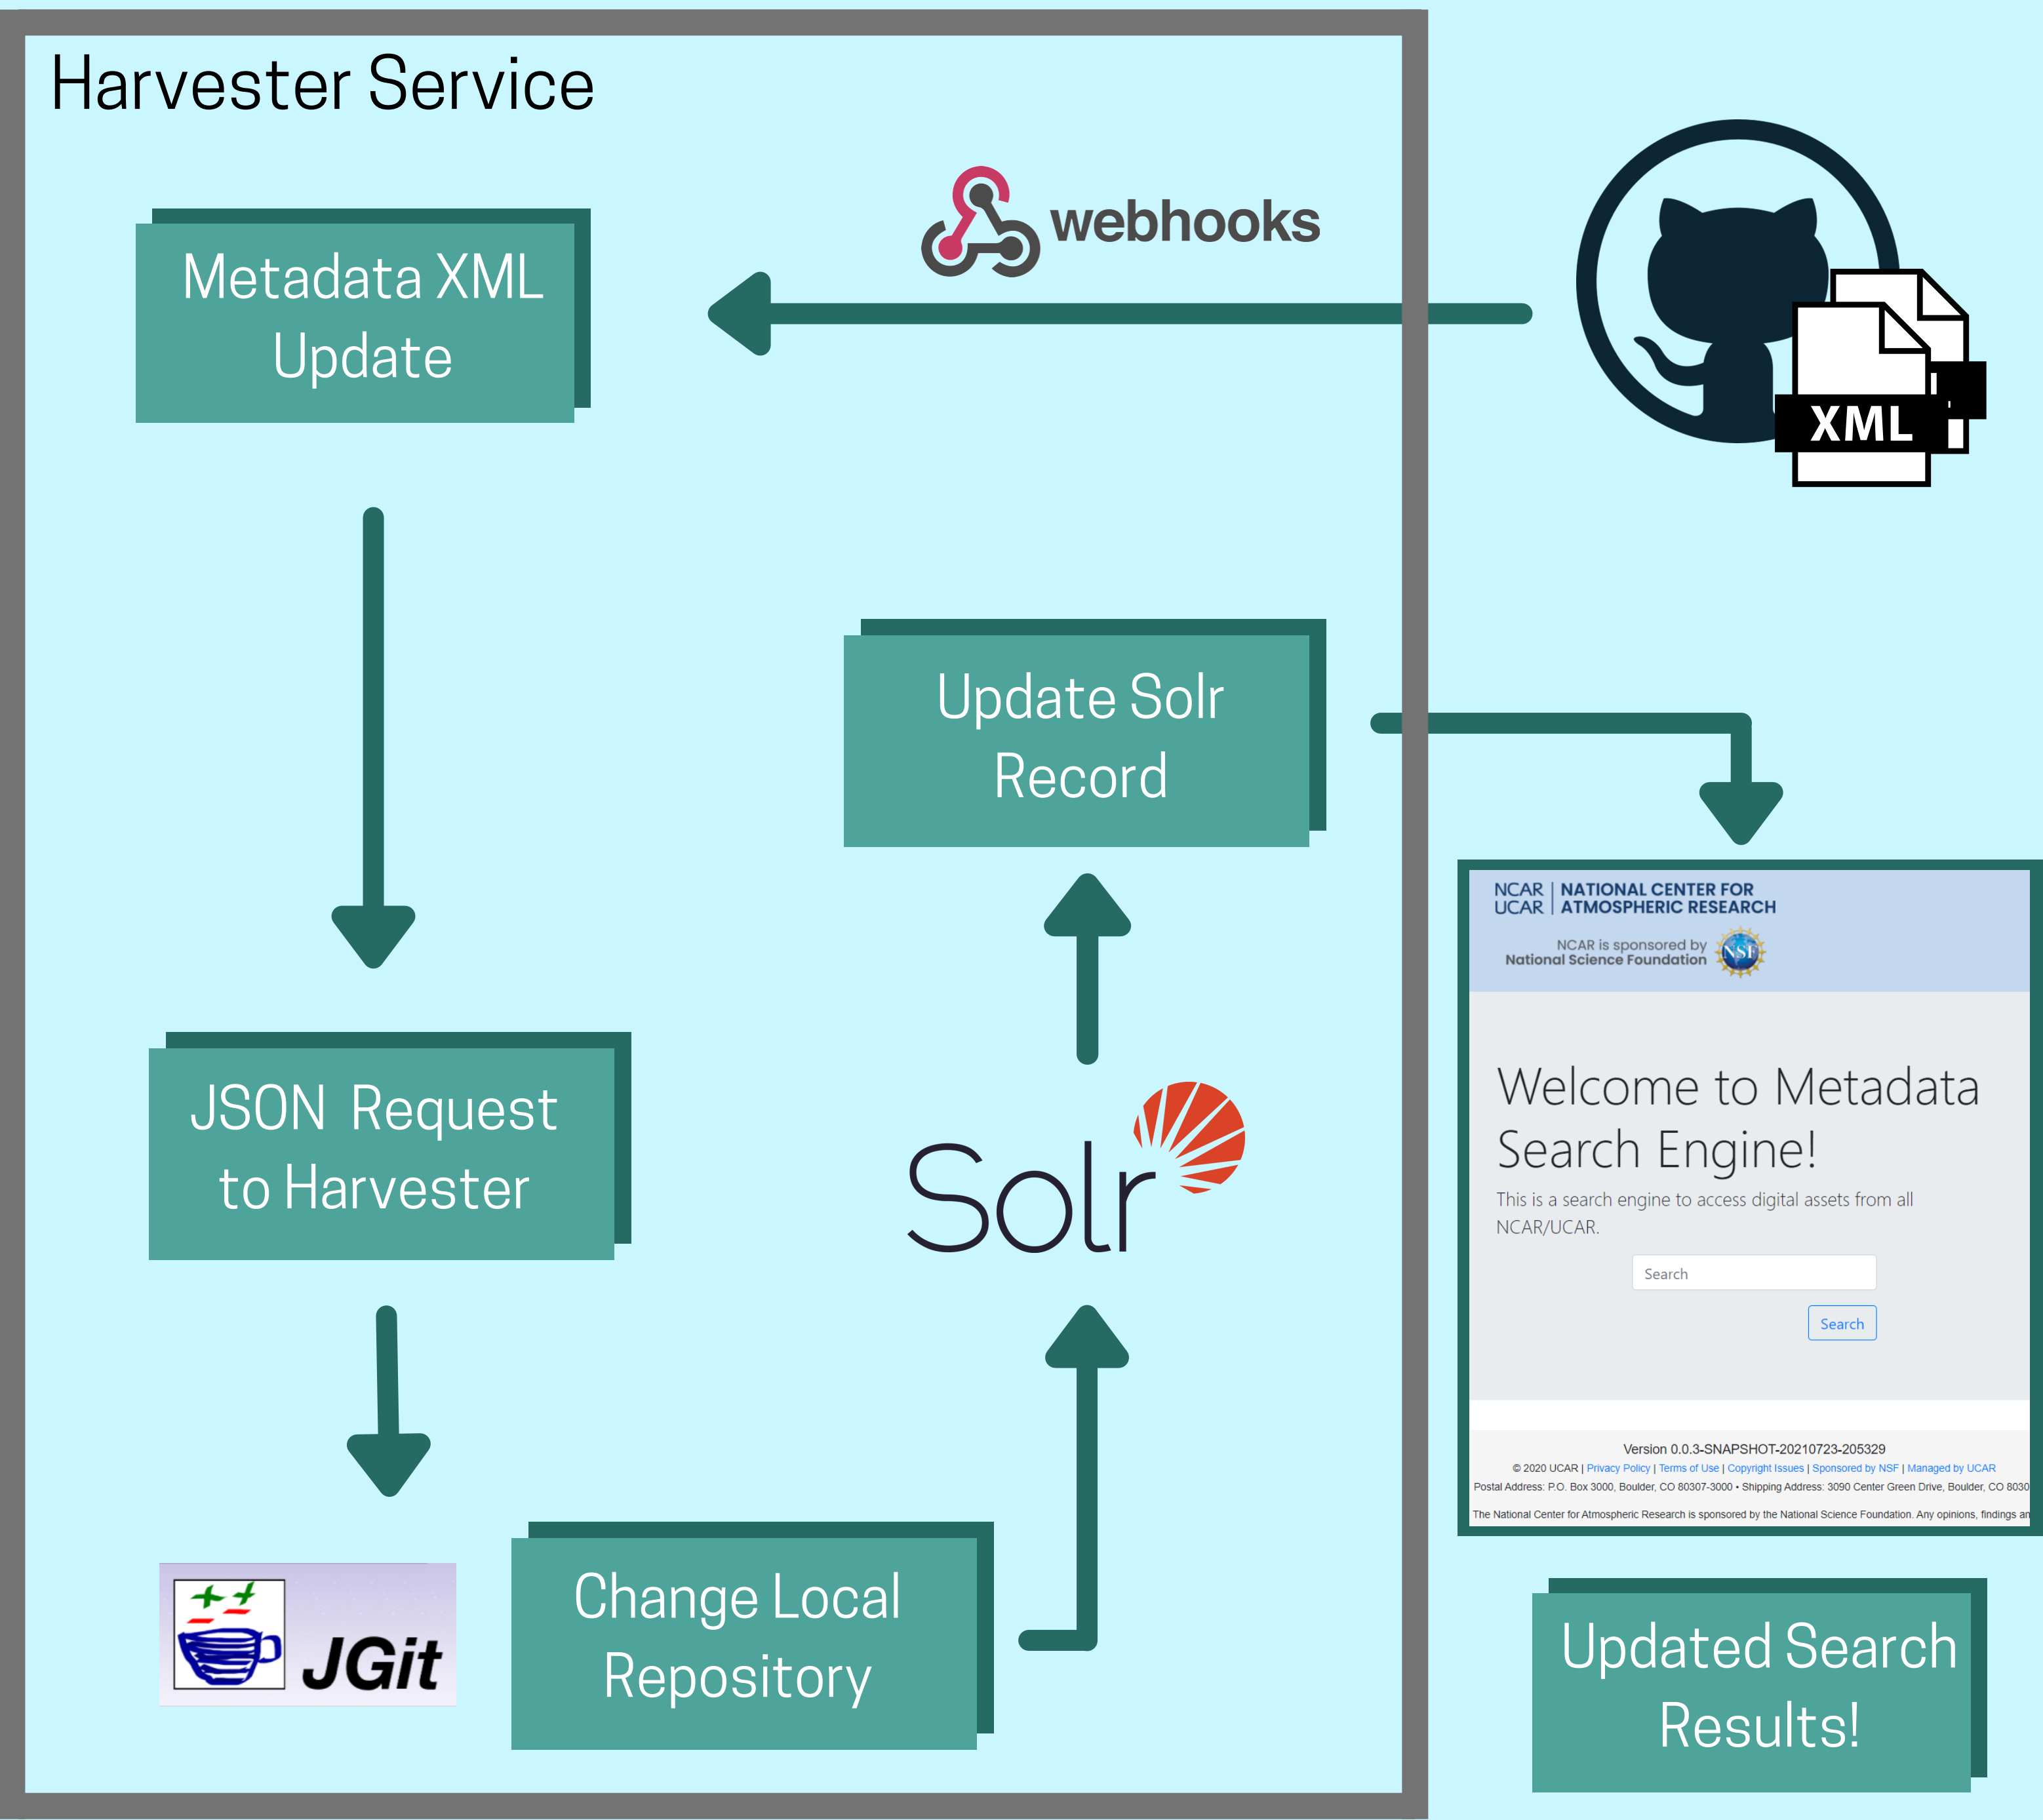 Harvester Service
webhooks
Metadata XML
Update
XML
Update Solr
Record
NCAR | NATIONAL CENTER FOR
UCAR | ATMOSPHERIC RESEARCH
NCAR is sponsored by
National Science Foundation
NSF
JSON Request
to Harvester
Solr
Welcome to Metadata
Search Engine!
This is a search engine to access digital assets from all
NCAR/UCAR.
Search
Search
Version 0.0.3-SNAPSHOT-20210723-205329
© 2020 UCAR | Privacy Policy | Terms of Use | Copyright Issues | Sponsored by NSF | Managed by UCAR
Postal Address: P.O. Box 3000, Boulder, CO 80307-3000 • Shipping Address: 3090 Center Green Drive, Boulder, CO 8030
The National Center for Atmospheric Research is sponsored by the National Science Foundation. Any opinions, findings an
JGit
Change Local
Repository
Updated Search
Results!